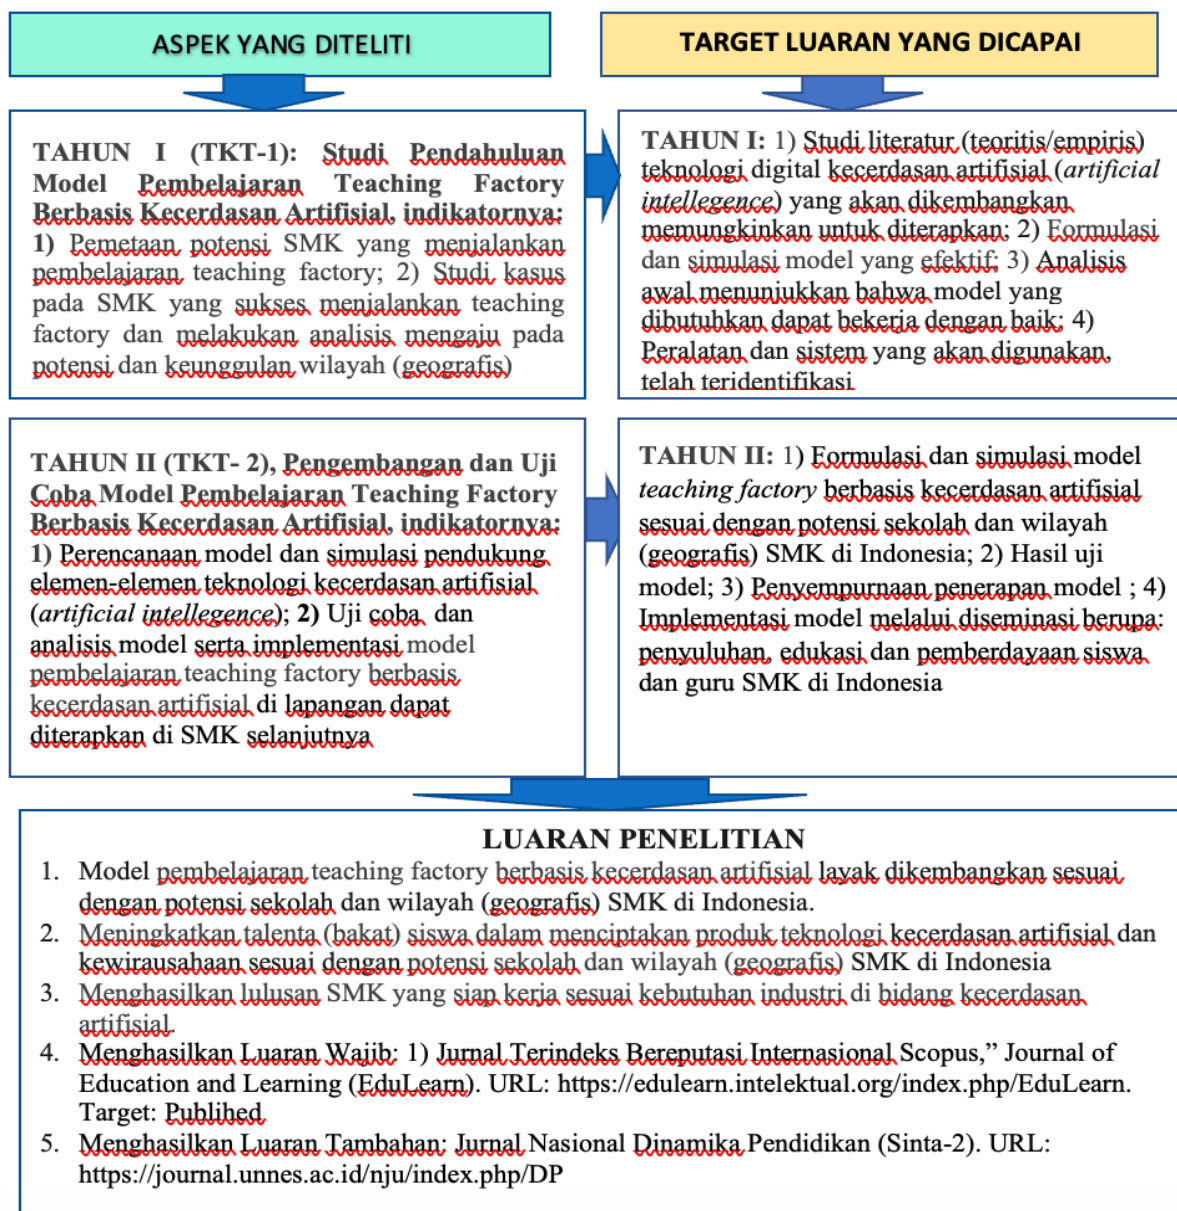 ASPEK YANG DITELITI
TARGET LUARAN YANG DICAPAI
TAHUN I (TKT-1): Studi Pendahuluan
Model Pembelajaran Teaching Factory
Berbasis Kecerdasan Artifisial, indikatornya:
1) Pemetaan potensi SMK yang menjalankan
pembelajaran teaching factory; 2) Studi kasus
pada SMK yang sukses menjalankan teaching
factory dan melakukan analisis mengaju pada
potensi dan keunggulan wilayah (geografis)
TAHUN I: 1) Studi literatur (teoritis/empiris)
teknologi digital kecerdasan artifisial (artificial
intellegence) yang akan dikembangkan
memungkinkan untuk diterapkan; 2) Formulasi
dan simulasi model yang efektif; 3) Analisis
awal menunjukkan bahwa model yang
dibutuhkan dapat bekerja dengan baik; 4)
Peralatan dan sistem yang akan digunakan,
telah teridentifikasi
TAHUN II (TKT- 2), Pengembangan dan Uji
Coba Model Pembelajaran Teaching Factory
Berbasis Kecerdasan Artifisial, indikatornya:
1) Perencanaan model dan simulasi pendukung
elemen-elemen teknologi kecerdasan artifisial
(artificial intellegence); 2) Uji coba dan
analisis model serta implementasi model
pembelajaran teaching factory berbasis
kecerdasan artifisial di lapangan dapat
diterapkan di SMK selanjutnya
TAHUN II: 1) Formulasi dan simulasi model
teaching factory berbasis kecerdasan artifisial
sesuai dengan potensi sekolah dan wilayah
(geografis) SMK di Indonesia; 2) Hasil uji
model; 3) Penyempurnaan penerapan model ; 4)
Implementasi model melalui diseminasi berupa:
penyuluhan, edukasi dan pemberdayaan siswa
dan guru SMK di Indonesia
LUARAN PENELITIAN
1. Model pembelajaran teaching factory berbasis kecerdasan artifisial layak dikembangkan sesuai
dengan potensi sekolah dan wilayah (geografis) SMK di Indonesia.
2. Meningkatkan talenta (bakat) siswa dalam menciptakan produk teknologi kecerdasan artifisial dan
kewirausahaan sesuai dengan potensi sekolah dan wilayah (geografis) SMK di Indonesia
3. Menghasilkan lulusan SMK yang siap kerja sesuai kebutuhan industri di bidang kecerdasan
artifisial.
4. Menghasilkan Luaran Wajib: 1) Jurnal Terindeks Bereputasi Internasional Scopus,” Journal of
Education and Learning (EduLearn). URL: https://edulearn.intelektual.org/index.php/EduLearn.
Target: Publihed
5. Menghasilkan Luaran Tambahan: Jurnal Nasional Dinamika Pendidikan (Sinta-2). URL:
https://journal.unnes.ac.id/nju/index.php/DP